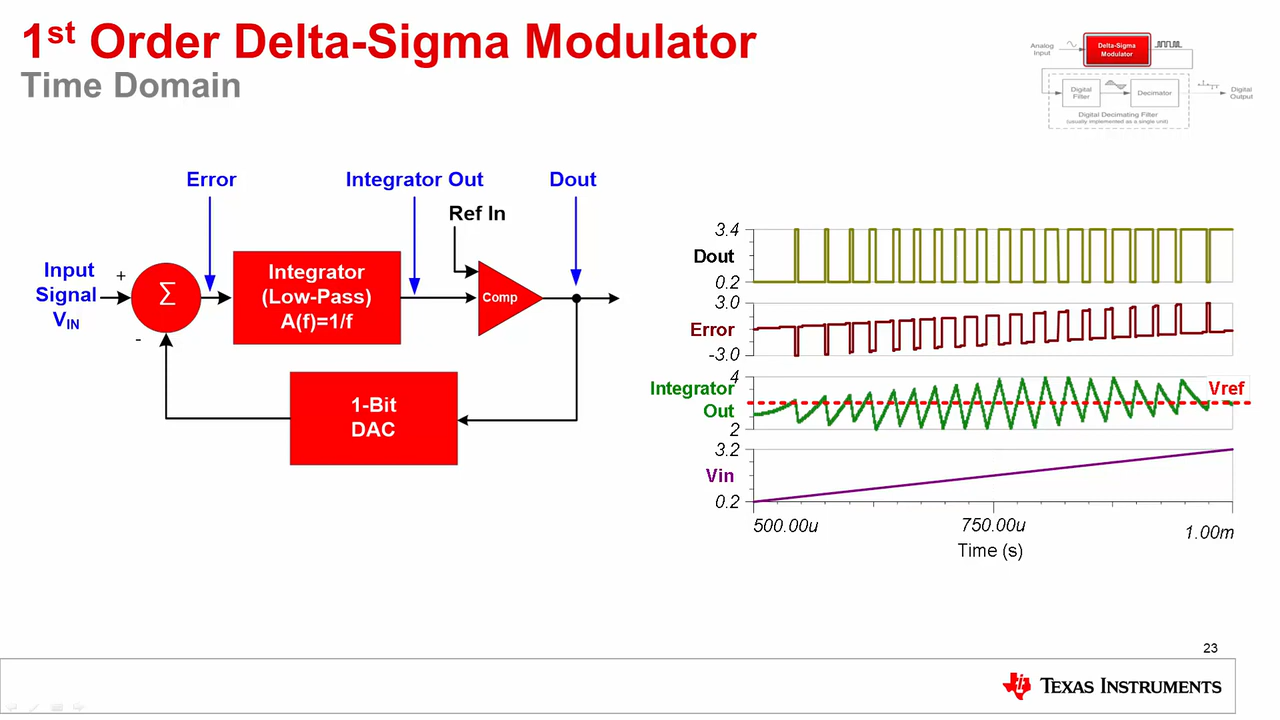 1st Order Delta-Sigma Modulator
Time Domain
Analog
Input
Delta-Sigma
Modulator
Digital
Filter
Decimator
Digital
Output
Digital Decimating Filter
(usually implemented as a single unit)
Error
Integrator Out
Dout
Ref In
Input
Signal
VIN
+
-
Σ
Integrator
(Low-Pass)
A(f)=1/f
Comp
1-Bit
DAC
3.4
Dout
0.2
3.0
Error
-3.0
4
Integrator
Out
Vref
2
3.2
Vin
0.2
500.00u
750.00u
1.00m
Time (s)
23
TEXAS INSTRUMENTS